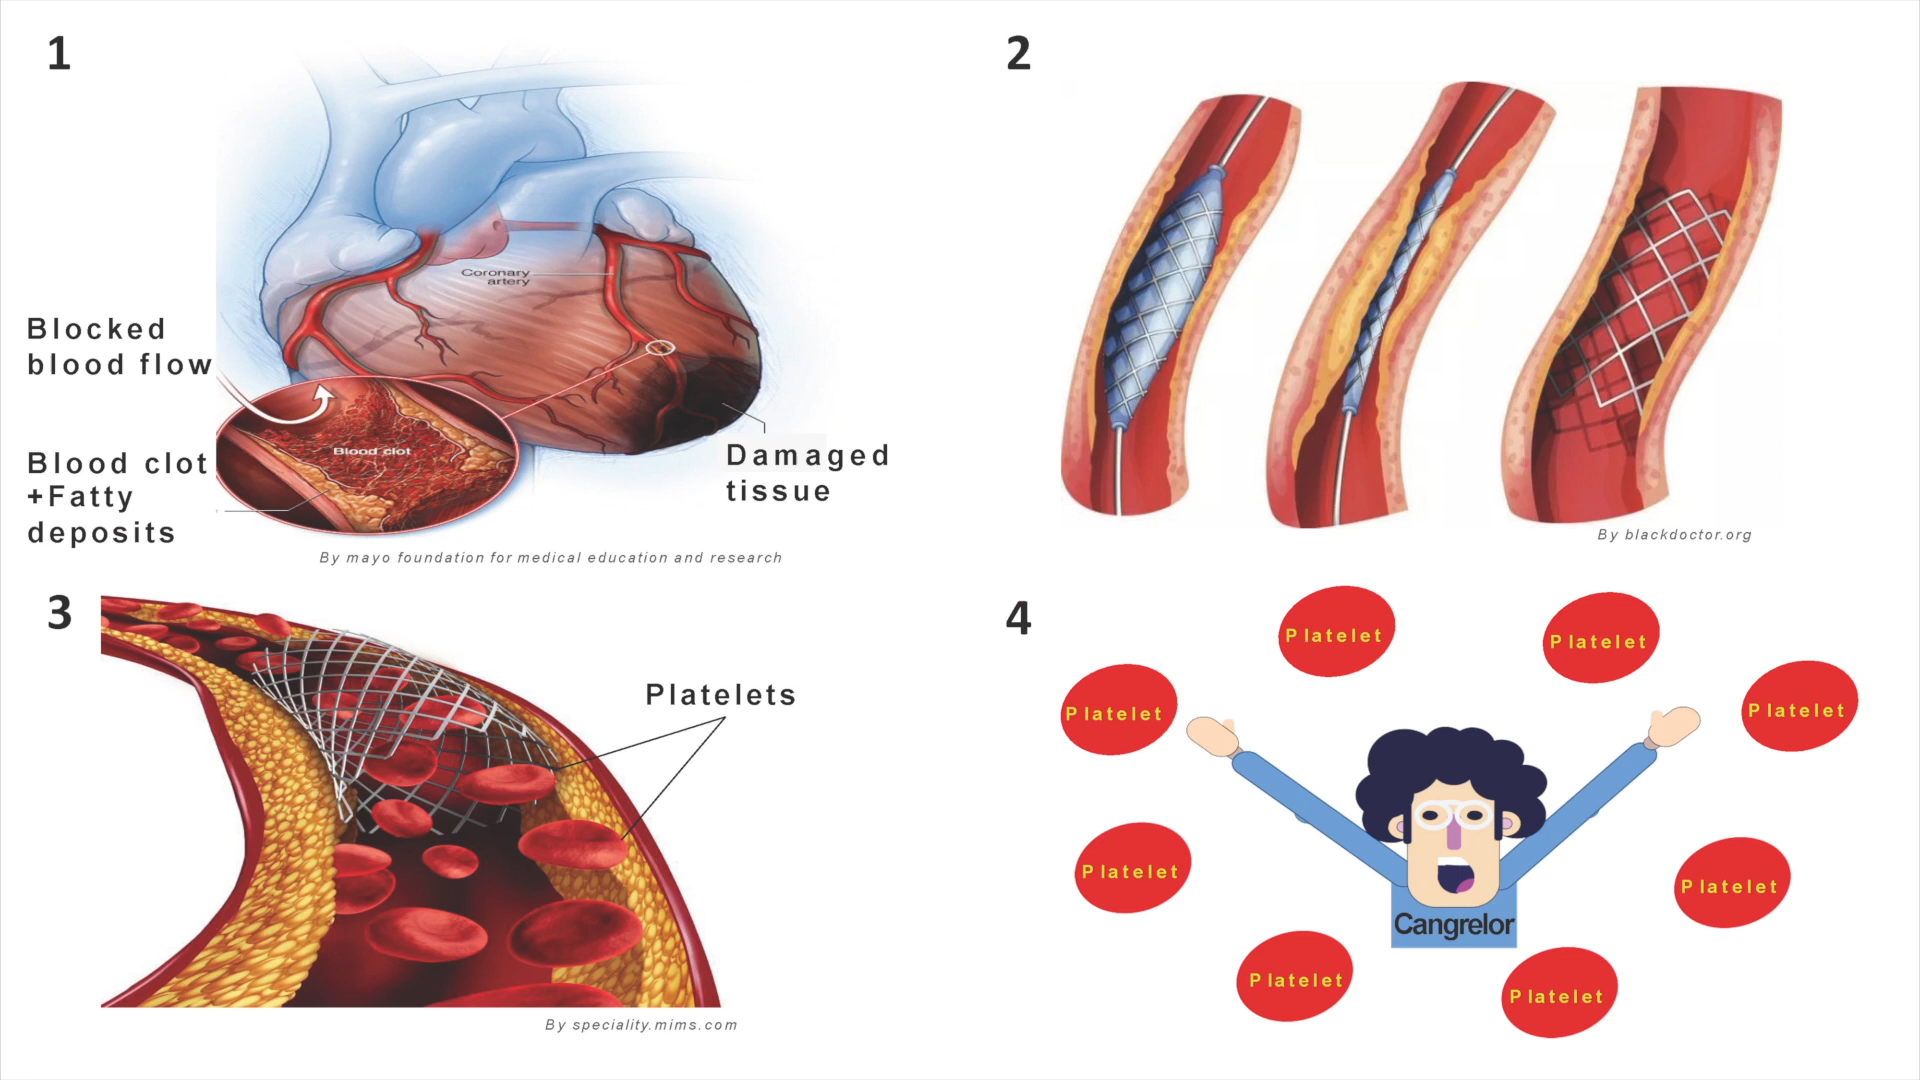 1
Coronary
artery
Blocked
blood flow
Blood clot
Blood clot
+Fatty
deposits
Damaged
tissue
By mayo foundation for medical education and research
2
By blackdoctor.org
3
Platelets
By speciality.mims.com
4
Platelet
Platelet
Platelet
Platelet
Platelet
Platelet
Cangrelor
Platelet
Platelet